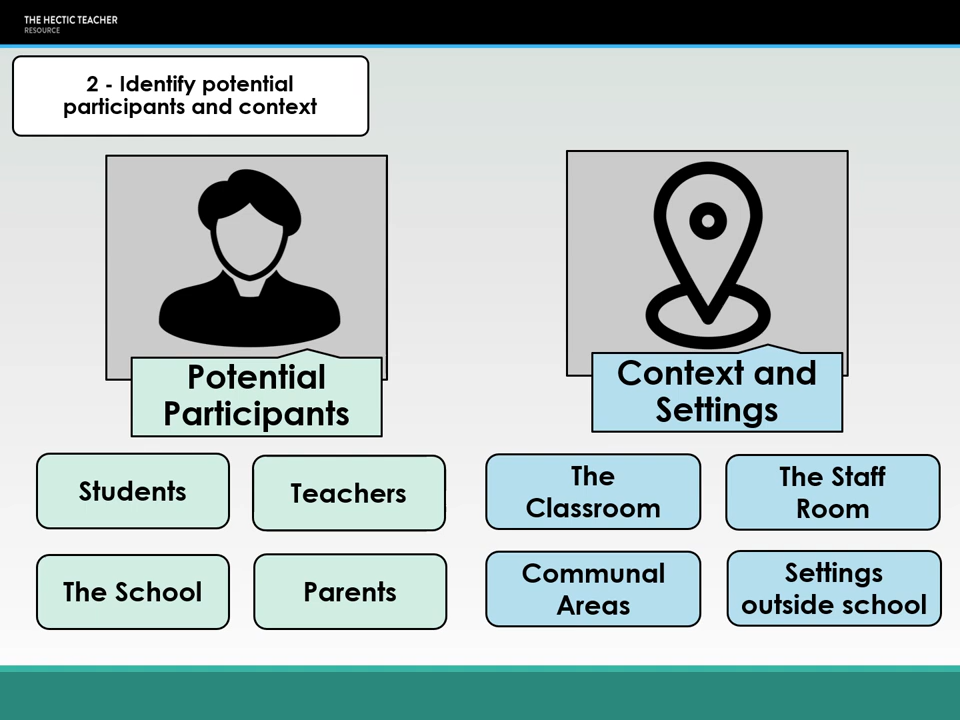 THE HECTIC TEACHER
RESOURCE
2 - Identify potential
participants and context
Potential
Participants
Context and
Settings
Students
Teachers
The School
Parents
The
Classroom
The Staff
Room
Communal
Areas
Settings
outside school